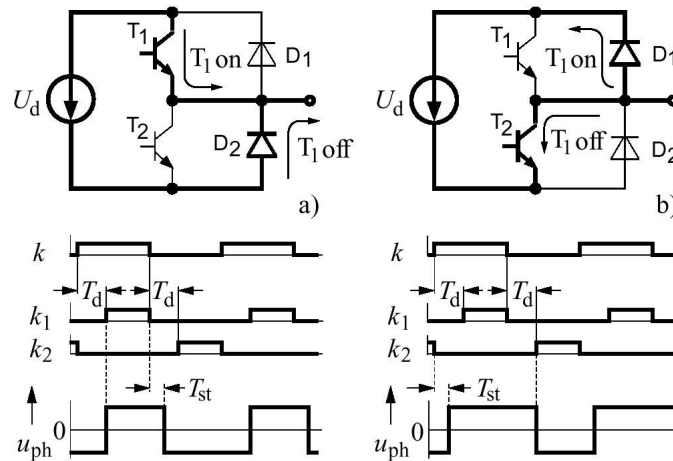 T1
T1 on
D1
Ud
T2
D2
T1 off
a)
T1
T1 on
D1
Ud
T2
T1 off
D2
b)
k
Td
Td
k1
k2
Tst
0
uph
k
Td
Td
k1
k2
Tst
0
uph